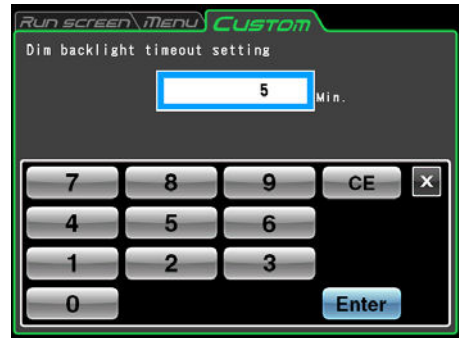 Run screen Menu Custom
Dim backlight timeout setting
5 Min.
7 8 9 CE X
4 5 6
1 2 3
0 Enter